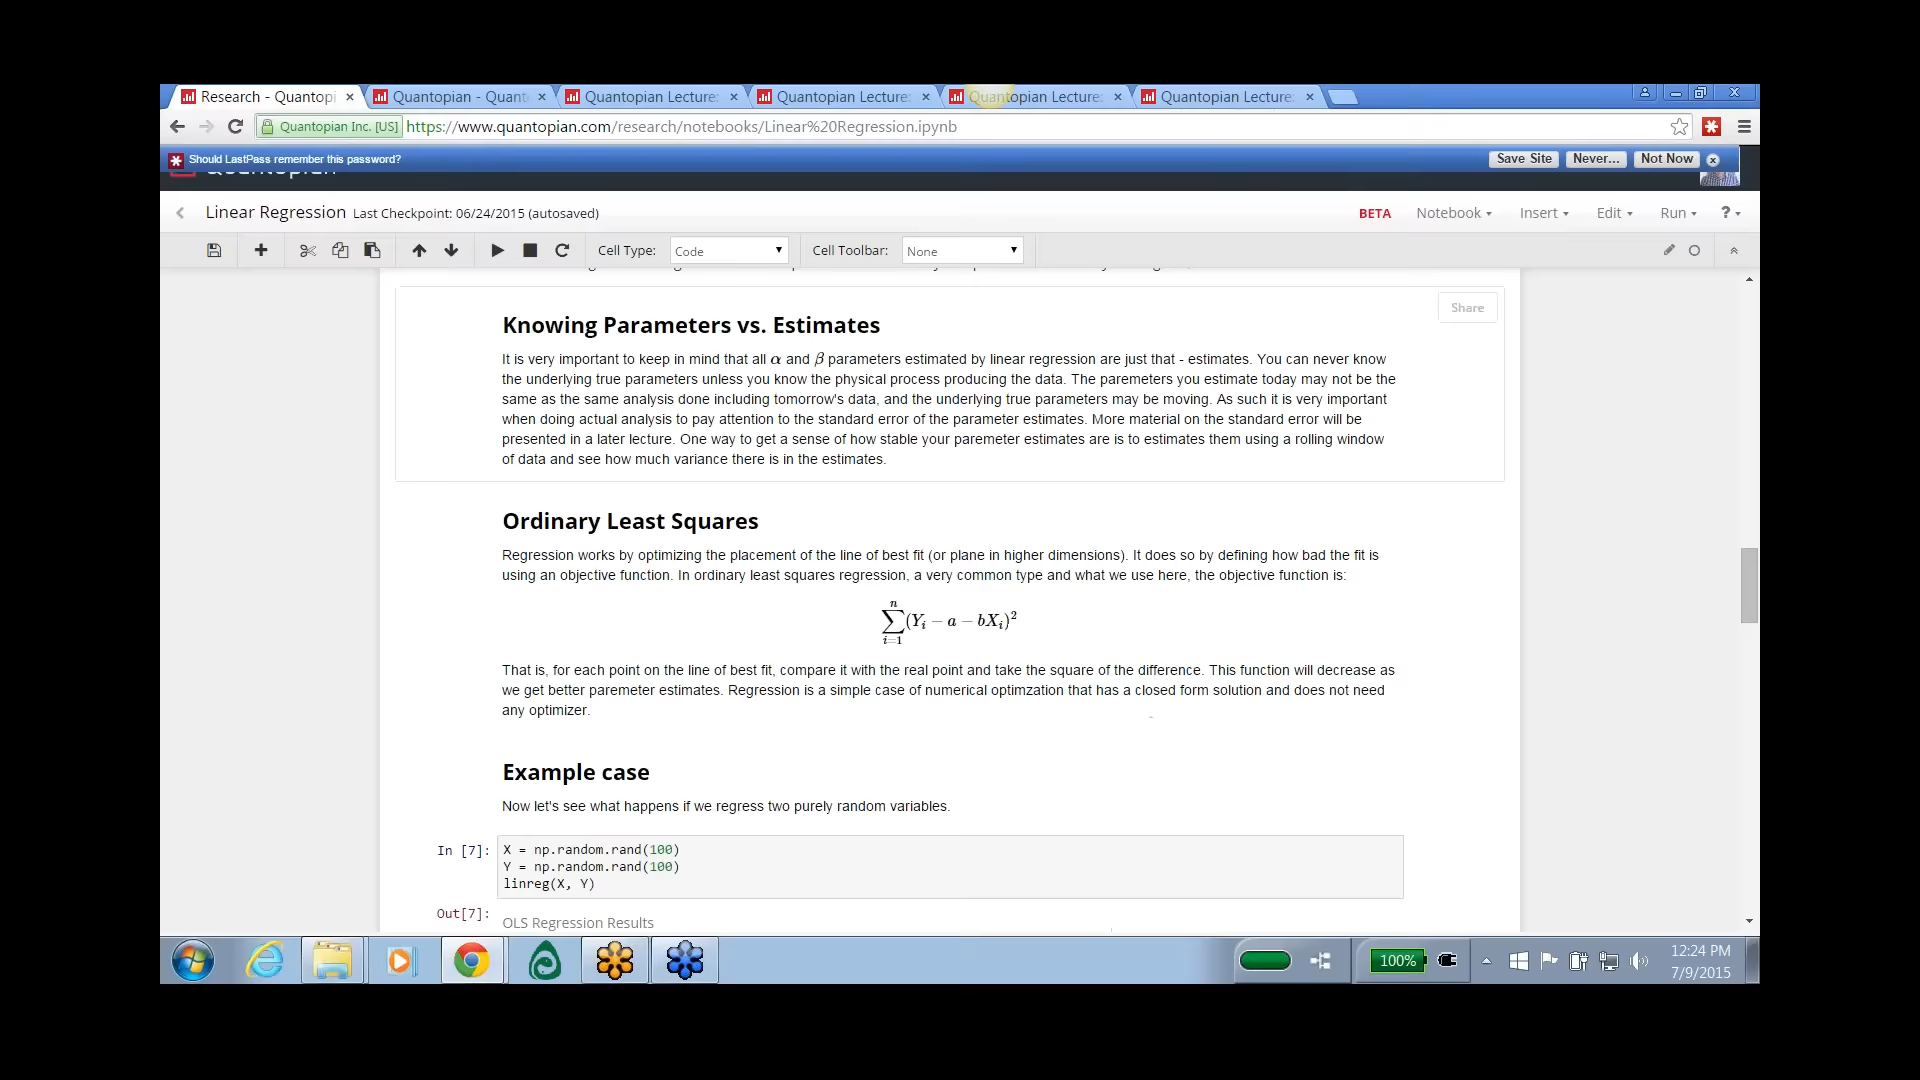 Research - Quantopi
Quantopian - Quant
Quantopian Lecture:
Quantopian Lecture:
Quantopian Lecture:
Quantopian Lecture:
Quantopian Inc. [US] https://www.quantopian.com/research/notebooks/Linear%20Regression.ipynb
Should LastPass remember this password? Save Site Never... Not Now
Linear Regression Last Checkpoint: 06/24/2015 (autosaved) BETA Notebook Insert Edit Run ?
Cell Type: Code Cell Toolbar: None
Share
Knowing Parameters vs. Estimates
It is very important to keep in mind that all α and β parameters estimated by linear regression are just that - estimates. You can never know
the underlying true parameters unless you know the physical process producing the data. The paremeters you estimate today may not be the
same as the same analysis done including tomorrow's data, and the underlying true parameters may be moving. As such it is very important
when doing actual analysis to pay attention to the standard error of the parameter estimates. More material on the standard error will be
presented in a later lecture. One way to get a sense of how stable your paremeter estimates are is to estimates them using a rolling window
of data and see how much variance there is in the estimates.
Ordinary Least Squares
Regression works by optimizing the placement of the line of best fit (or plane in higher dimensions). It does so by defining how bad the fit is
using an objective function. In ordinary least squares regression, a very common type and what we use here, the objective function is:
∑_{i=1}^{n} (Y_i − a − bX_i)²
That is, for each point on the line of best fit, compare it with the real point and take the square of the difference. This function will decrease as
we get better paremeter estimates. Regression is a simple case of numerical optimzation that has a closed form solution and does not need
any optimizer.
Example case
Now let's see what happens if we regress two purely random variables.
In [7]: X = np.random.rand(100)
Y = np.random.rand(100)
linreg(X, Y)
Out[7]: OLS Regression Results
100%
12:24 PM
7/9/2015